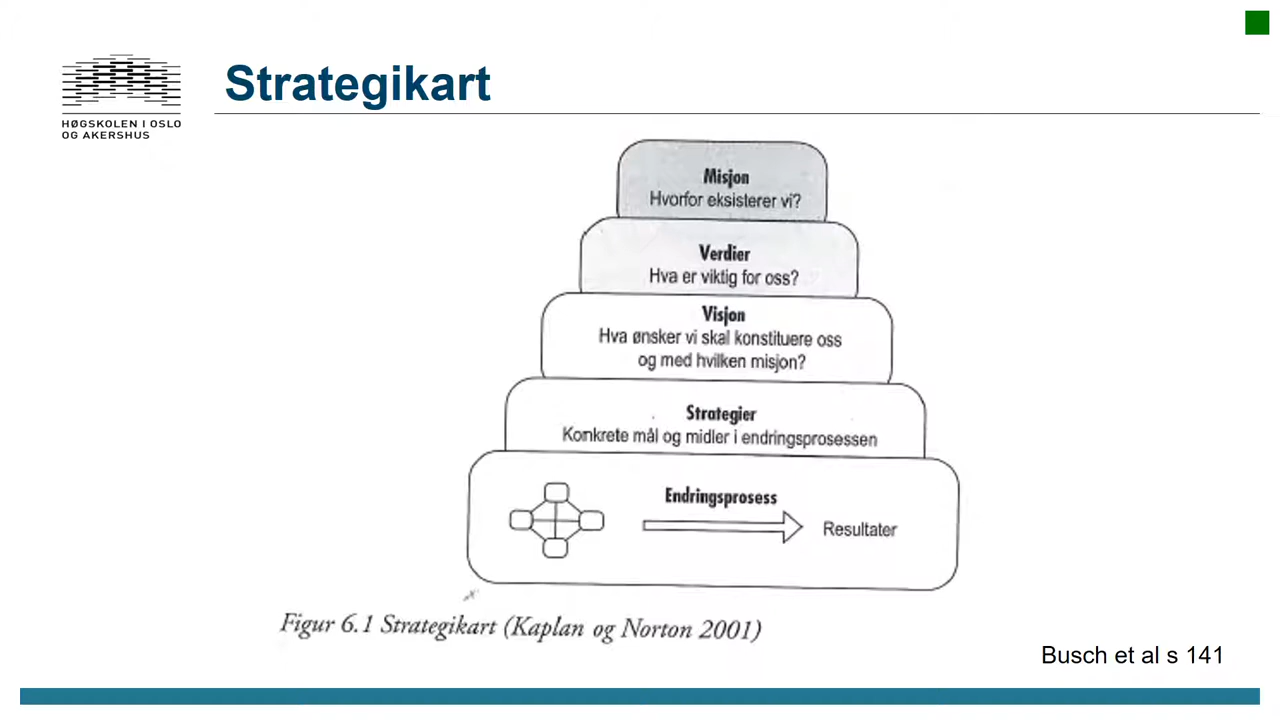 HØGSKOLEN I OSLO
OG AKERSHUS
Strategikart
Misjon
Hvorfor eksisterer vi?
Verdier
Hva er viktig for oss?
Visjon
Hva ønsker vi skal konstituere oss
og med hvilken misjon?
Strategier
Konkrete mål og midler i endringsprosessen
Endringsprosess
Resultater
Figur 6.1 Strategikart (Kaplan og Norton 2001)
Busch et al s 141